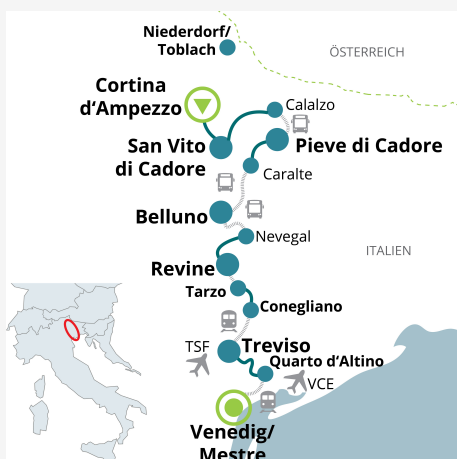 Niederdorf/
Toblach
ÖSTERREICH
Cortina
d'Ampezzo
Calalzo
San Vito
di Cadore
Pieve di Cadore
Caralte
Belluno
Nevegal
ITALIEN
Revine
Tarzo
Conegliano
TSF
Treviso
Quarto d'Altino
VCE
Venedig/
Mestre